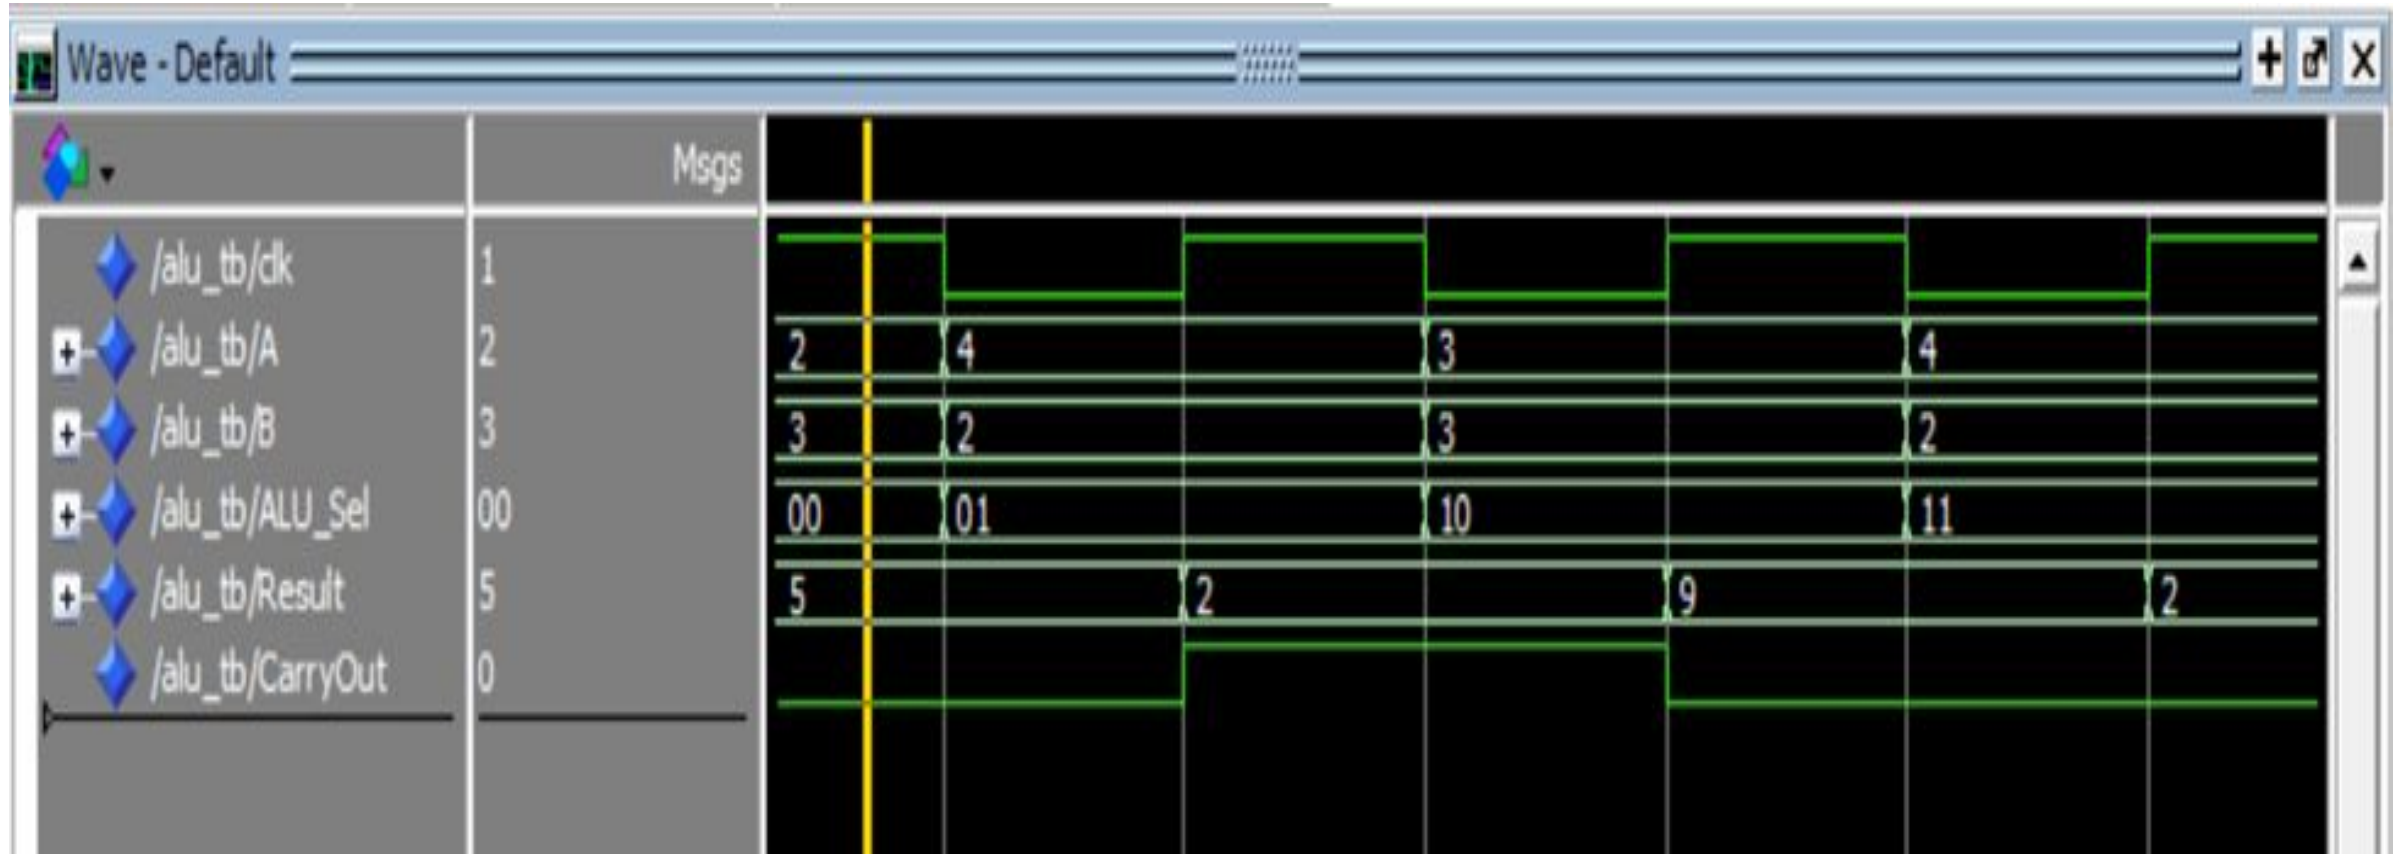 Wave - Default
Msgs
/alu_tb/clk 1
/alu_tb/A 2 2 4 3 4
/alu_tb/B 3 3 2 3 2
/alu_tb/ALU_Sel 00 00 01 10 11
/alu_tb/Result 5 5 2 9 2
/alu_tb/CarryOut 0